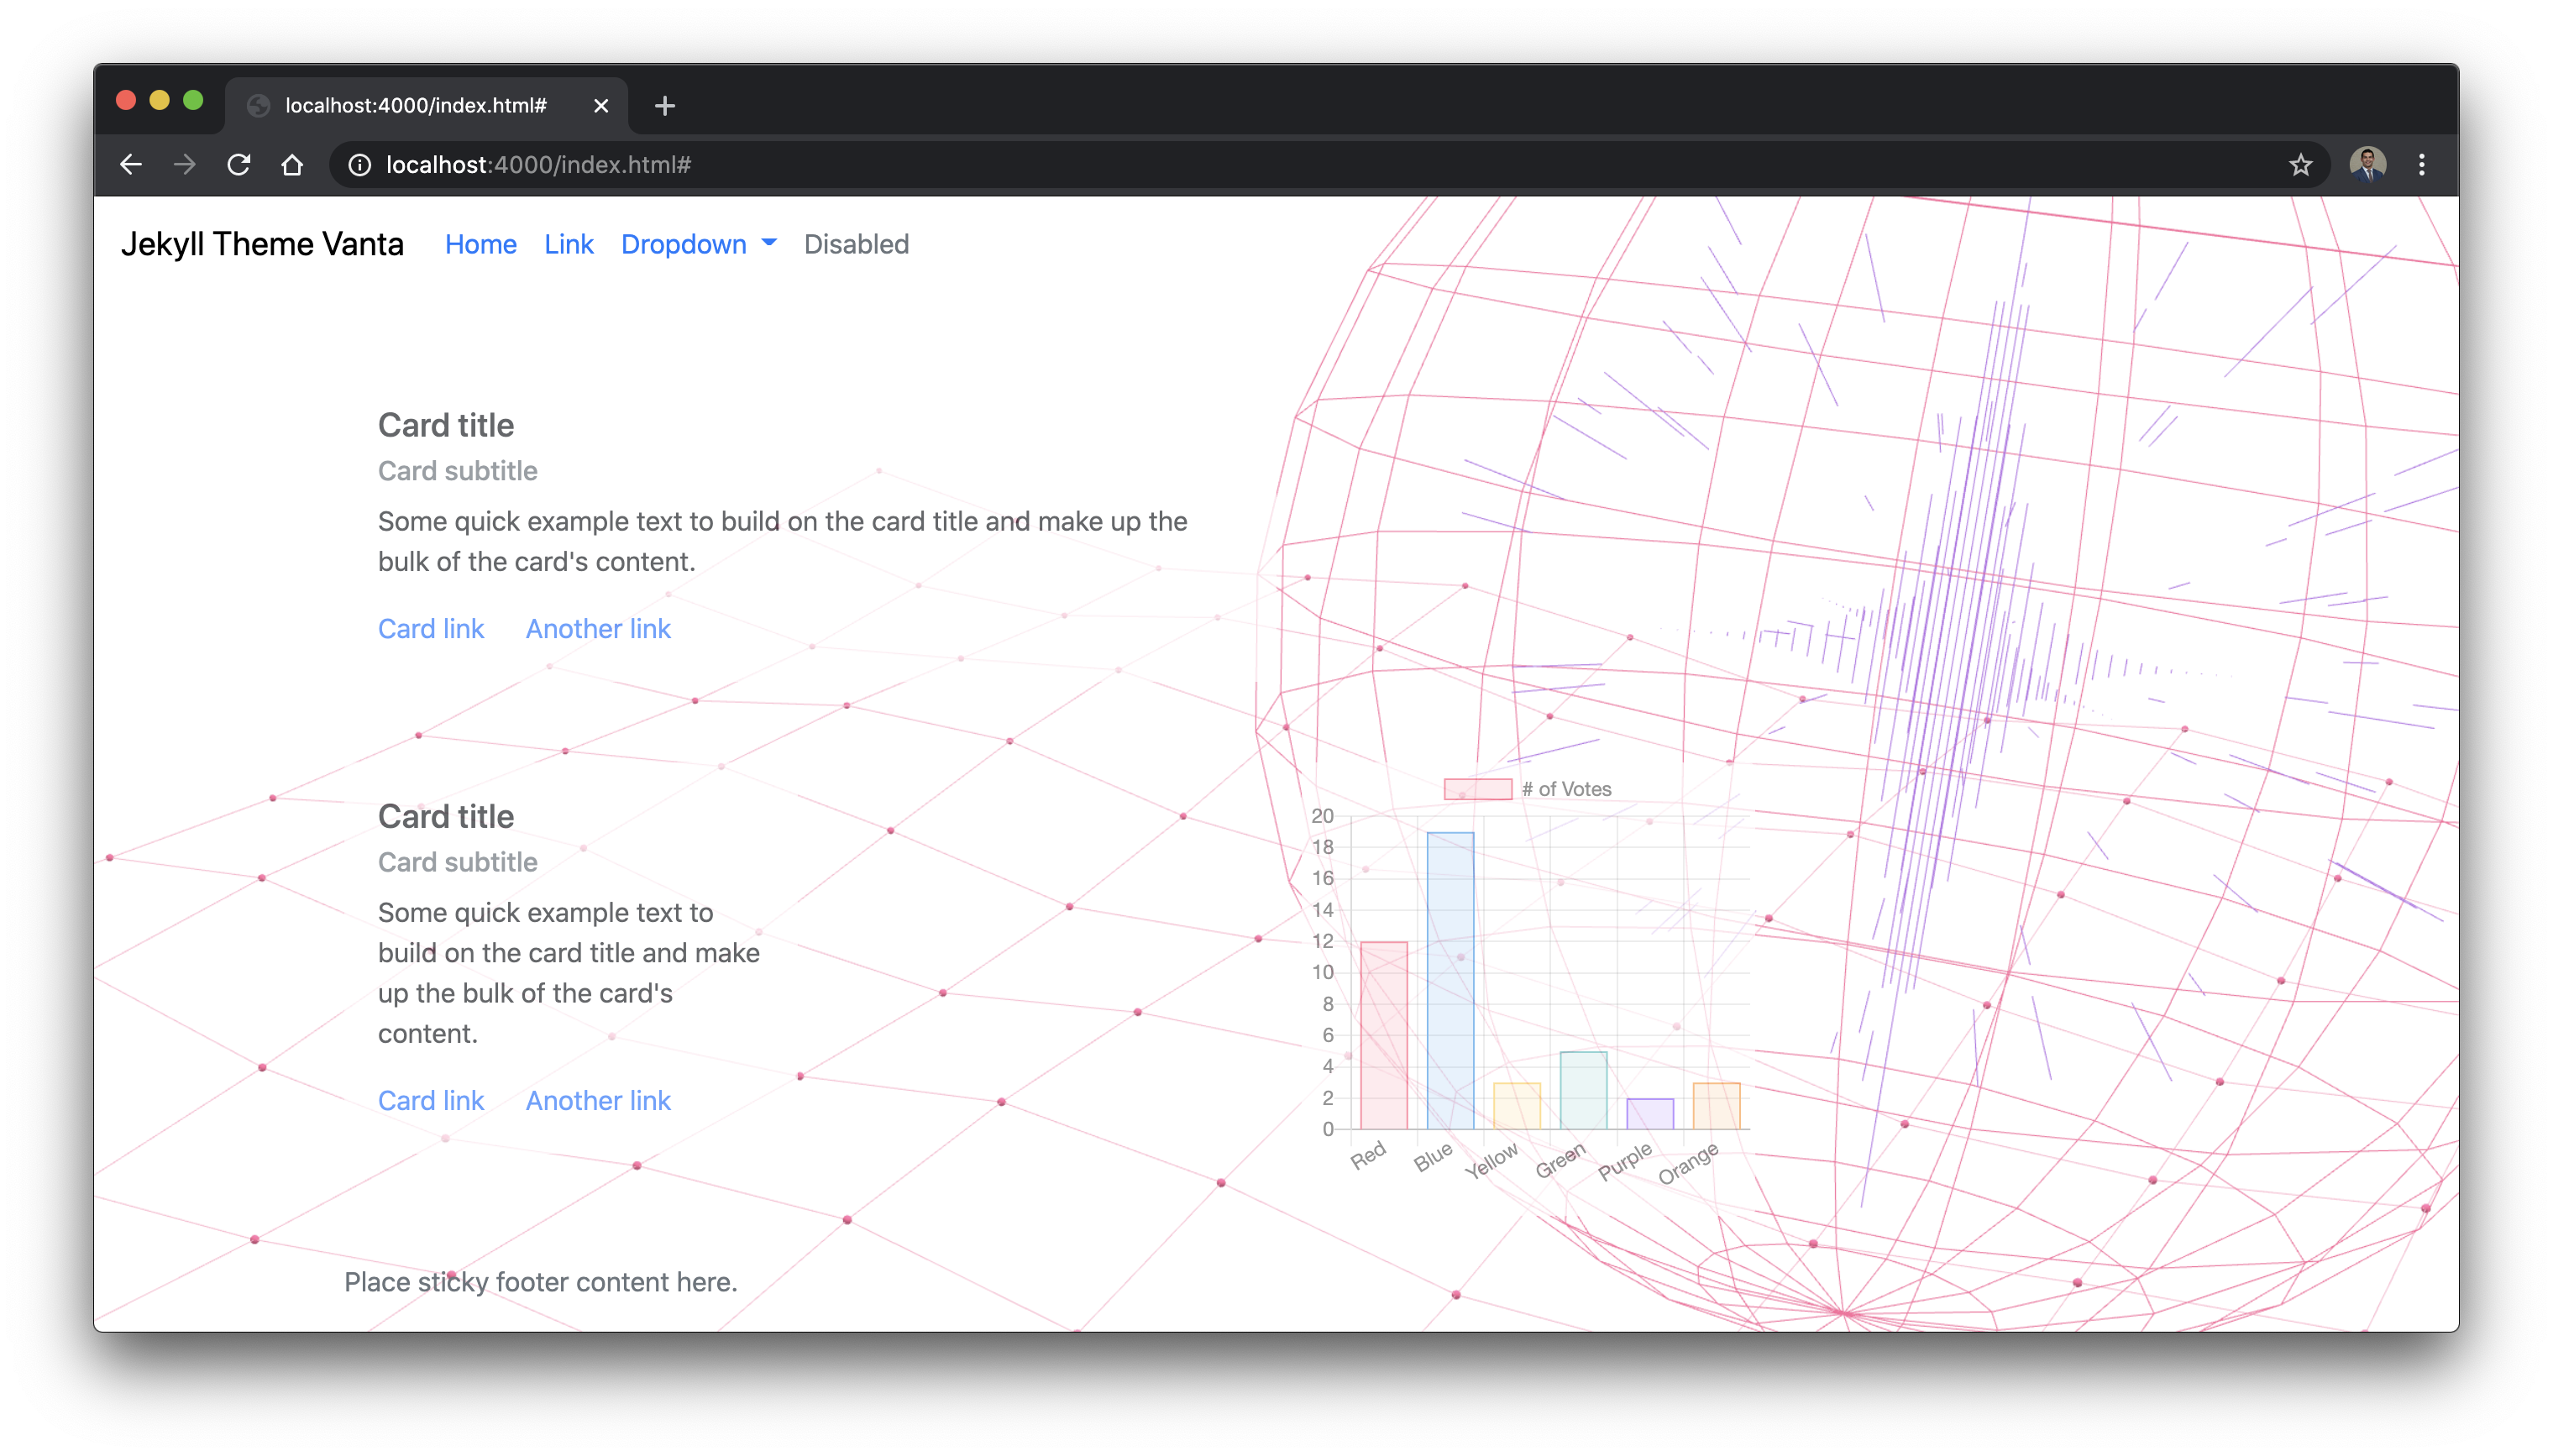 localhost:4000/index.html#
localhost:4000/index.html#
Jekyll Theme Vanta Home Link Dropdown Disabled
Card title
Card subtitle
Some quick example text to build on the card title and make up the
bulk of the card's content.
Card link Another link
Card title
Card subtitle
Some quick example text to
build on the card title and make
up the bulk of the card's
content.
Card link Another link
# of Votes
20
18
16
14
12
10
8
6
4
2
0
Red Blue Yellow Green Purple Orange
Place sticky footer content here.